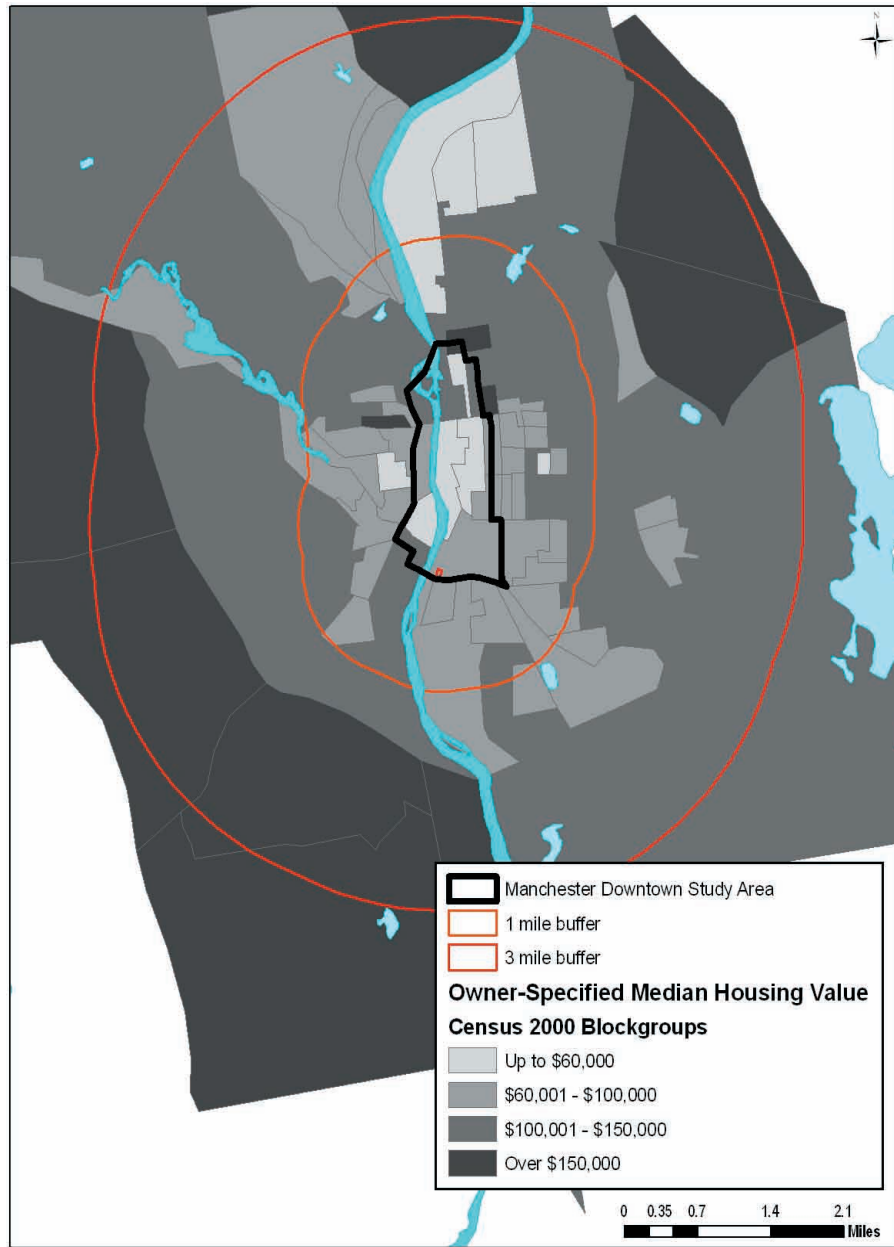 N
Manchester Downtown Study Area
1 mile buffer
3 mile buffer
Owner-Specified Median Housing Value
Census 2000 Blockgroups
Up to $60,000
$60,001 - $100,000
$100,001 - $150,000
Over $150,000
0 0.35 0.7 1.4 2.1
Miles